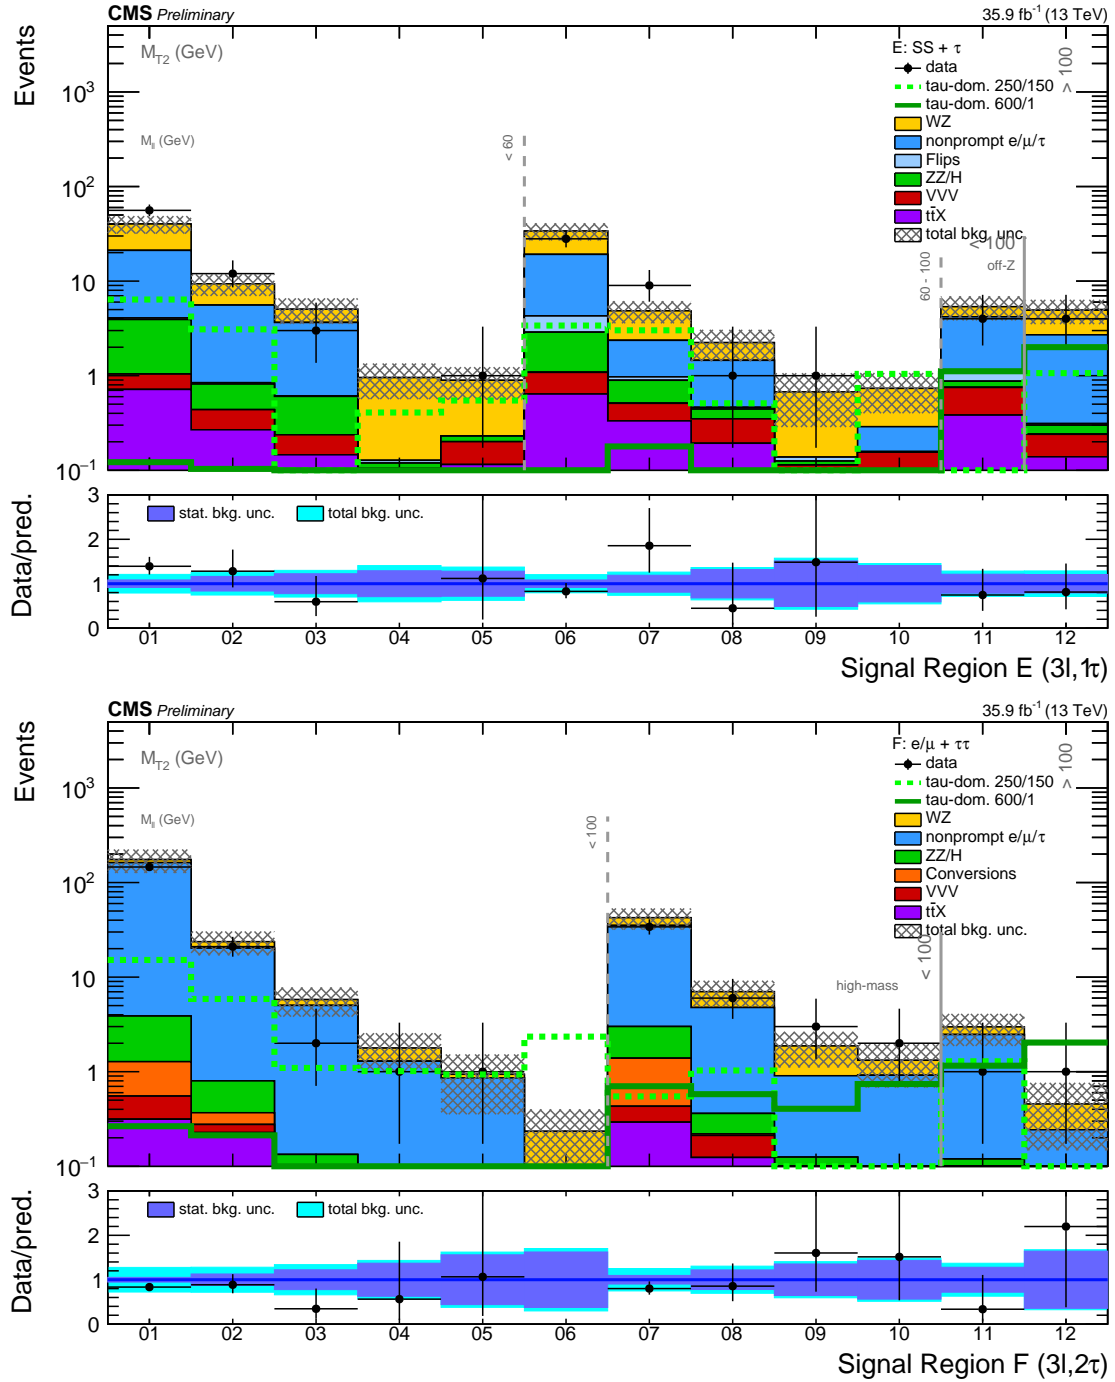 CMS Preliminary 35.9 fb⁻¹ (13 TeV)
Events
M_T2 (GeV)
M_ll (GeV)
E: SS + τ
data
tau-dom. 250/150
tau-dom. 600/1
WZ
nonprompt e/μ/τ
Flips
ZZ/H
VVV
tt̄X
total bkg. unc.
< 60
60 - 100
< 100
off-Z
> 100
10³
10²
10
1
10⁻¹
Data/pred.
stat. bkg. unc. total bkg. unc.
3
2
1
0
01 02 03 04 05 06 07 08 09 10 11 12
Signal Region E (3l,1τ)
CMS Preliminary 35.9 fb⁻¹ (13 TeV)
Events
M_T2 (GeV)
M_ll (GeV)
F: e/μ + ττ
data
tau-dom. 250/150
tau-dom. 600/1
WZ
nonprompt e/μ/τ
ZZ/H
Conversions
VVV
tt̄X
total bkg. unc.
< 100
high-mass
< 100
> 100
10³
10²
10
1
10⁻¹
Data/pred.
stat. bkg. unc. total bkg. unc.
3
2
1
0
01 02 03 04 05 06 07 08 09 10 11 12
Signal Region F (3l,2τ)